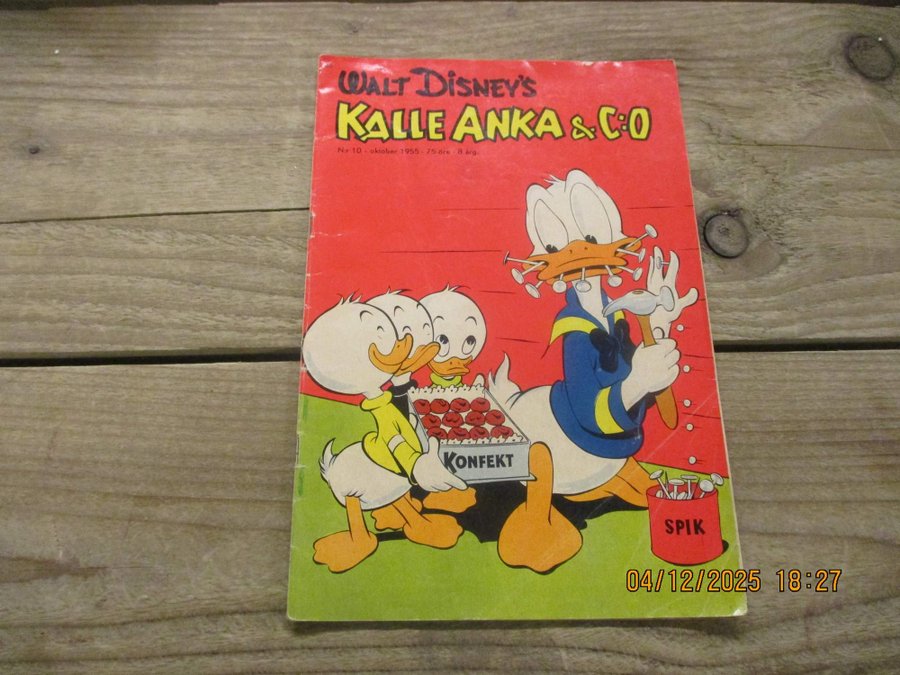 WALT DISNEY'S
KALLE ANKA & C:O
Nr 10 - oktober 1955 - 75 öre - 8 årg.
KONFEKT
SPIK
04/12/2025 18:27